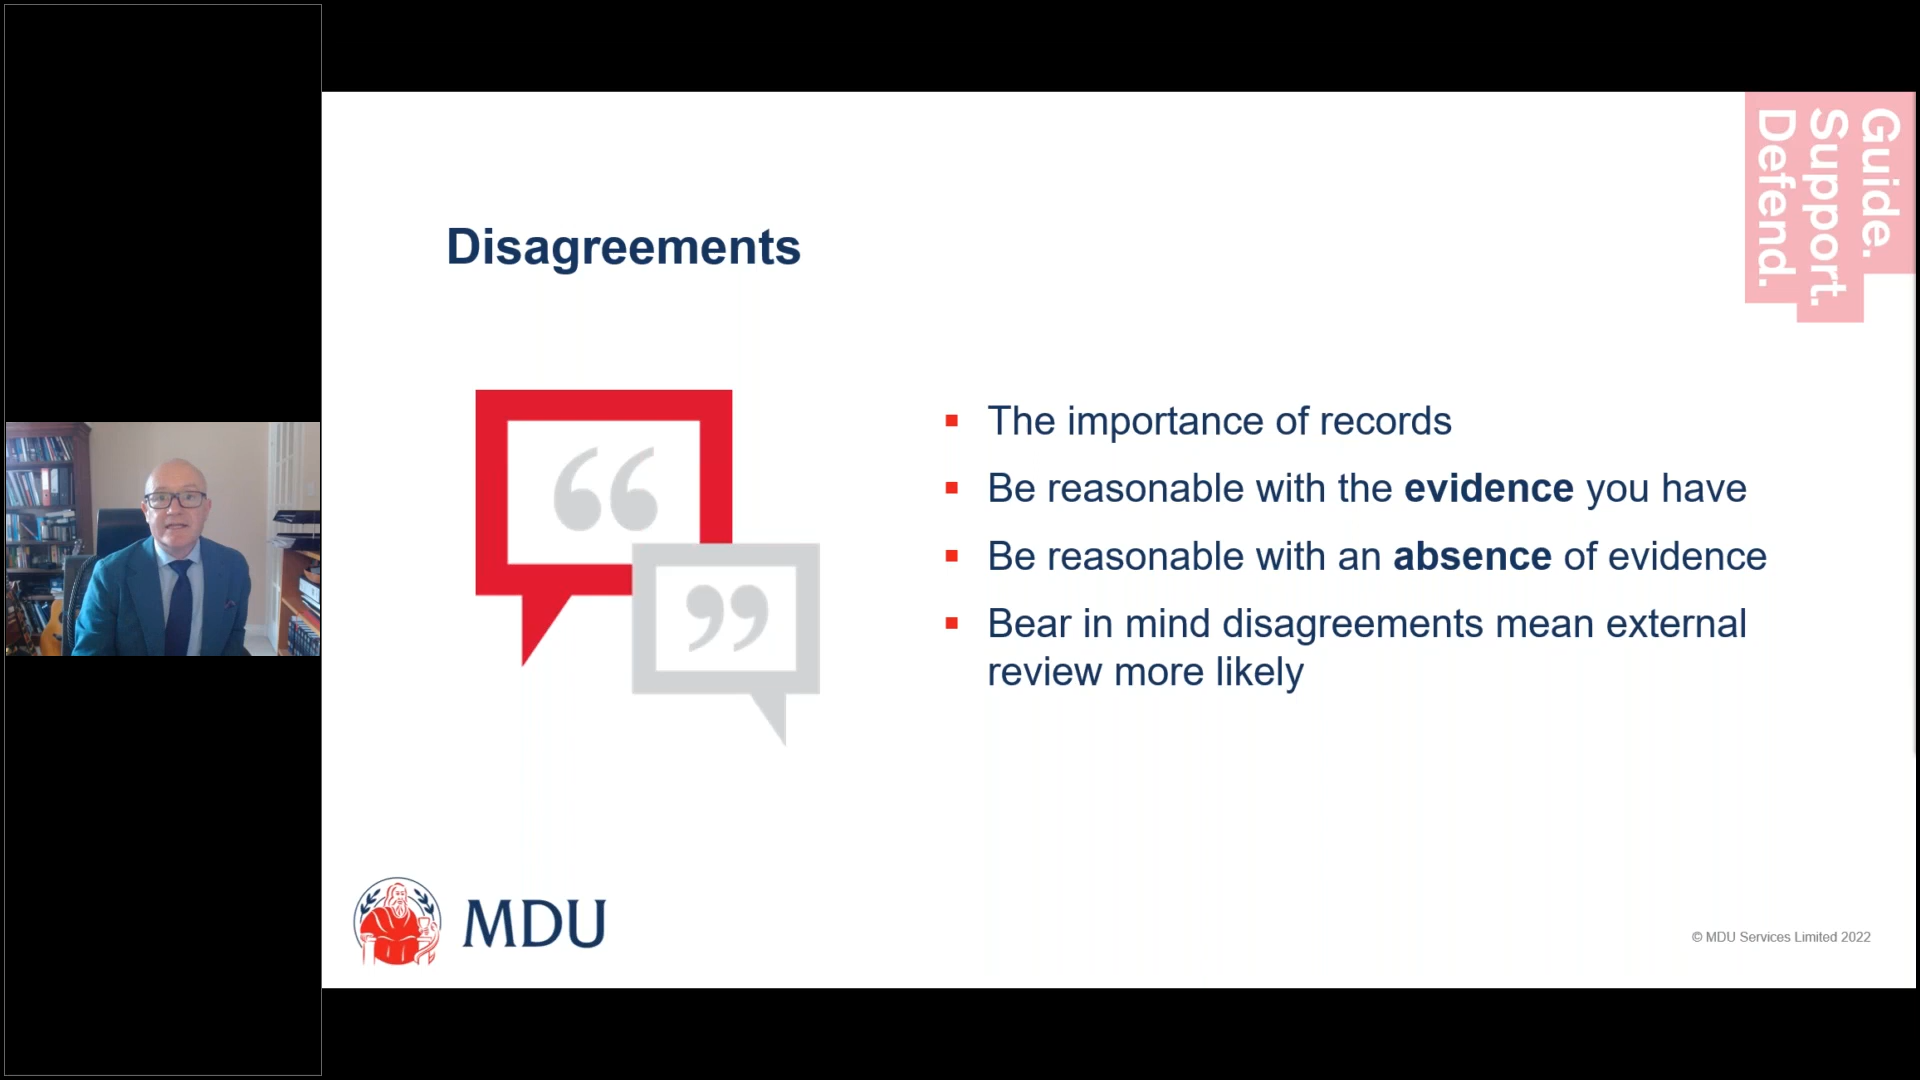 Guide.
Support.
Defend.
Disagreements
“
”
The importance of records
Be reasonable with the evidence you have
Be reasonable with an absence of evidence
Bear in mind disagreements mean external
review more likely
MDU
© MDU Services Limited 2022